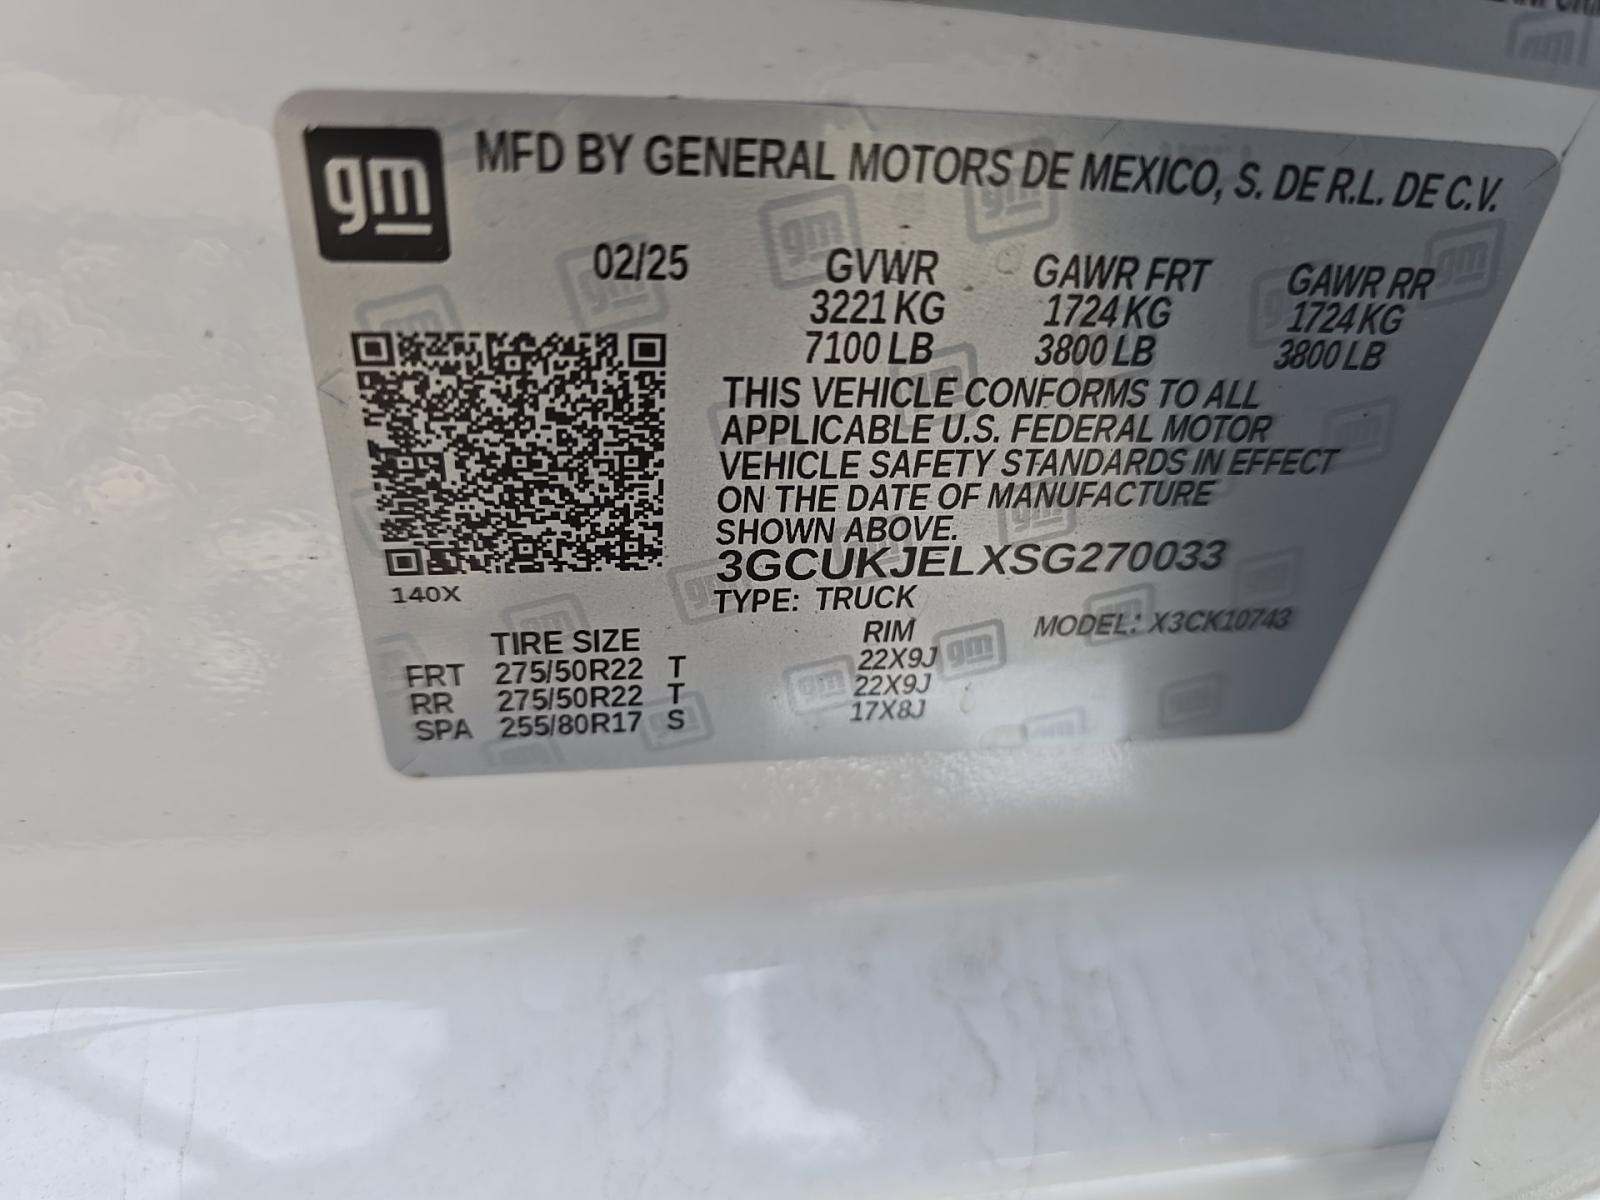 gm
MFD BY GENERAL MOTORS DE MEXICO, S. DE R.L. DE C.V.
02/25 GVWR GAWR FRT GAWR RR
3221 KG 1724 KG 1724 KG
7100 LB 3800 LB 3800 LB
THIS VEHICLE CONFORMS TO ALL
APPLICABLE U.S. FEDERAL MOTOR
VEHICLE SAFETY STANDARDS IN EFFECT
ON THE DATE OF MANUFACTURE
SHOWN ABOVE.
3GCUKJELXSG270033
140X
TYPE: TRUCK
MODEL: X3CK10743
TIRE SIZE RIM
FRT 275/50R22 T 22X9J
RR 275/50R22 T 22X9J
SPA 255/80R17 S 17X8J